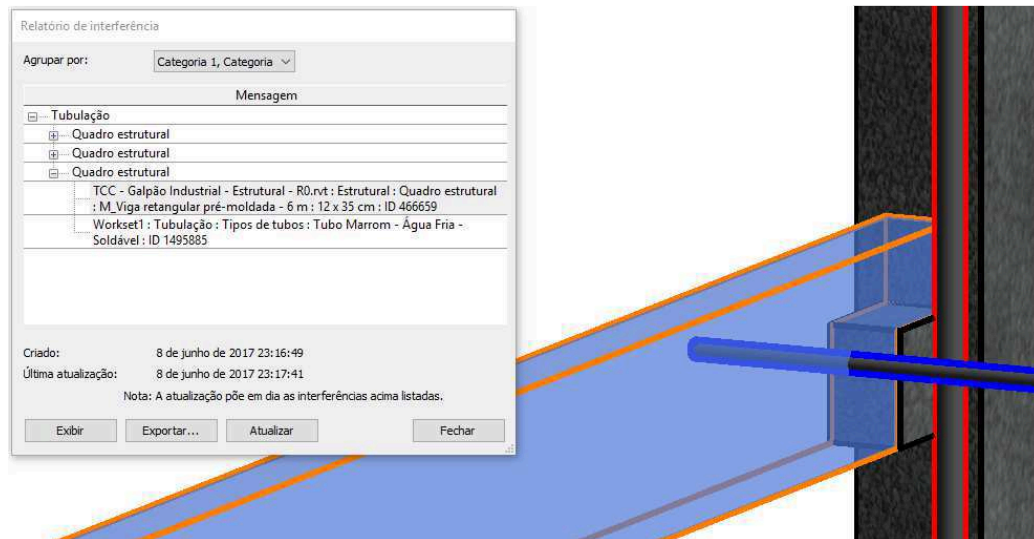 Relatório de interferência
Agrupar por: Categoria 1, Categoria
Mensagem
Tubulação
Quadro estrutural
Quadro estrutural
Quadro estrutural
TCC - Galpão Industrial - Estrutural - R0.rvt : Estrutural : Quadro estrutural
: M_Viga retangular pré-moldada - 6 m : 12 x 35 cm : ID 466659
Workset1 : Tubulação : Tipos de tubos : Tubo Marrom - Água Fria -
Soldável : ID 1495885
Criado: 8 de junho de 2017 23:16:49
Última atualização: 8 de junho de 2017 23:17:41
Nota: A atualização põe em dia as interferências acima listadas.
Exibir Exportar... Atualizar Fechar